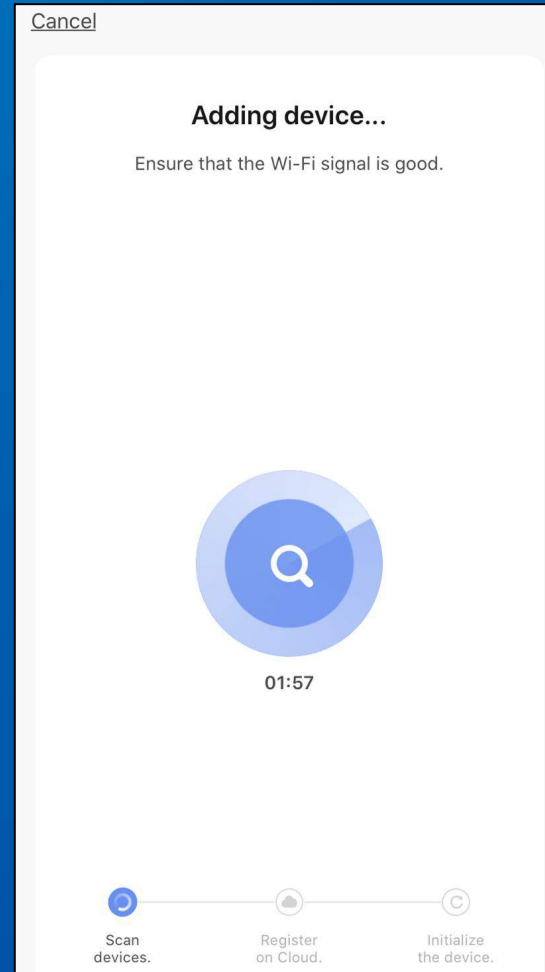 Cancel
Adding device...
Ensure that the Wi-Fi signal is good.
01:57
Scan
devices.
Register
on Cloud.
Initialize
the device.